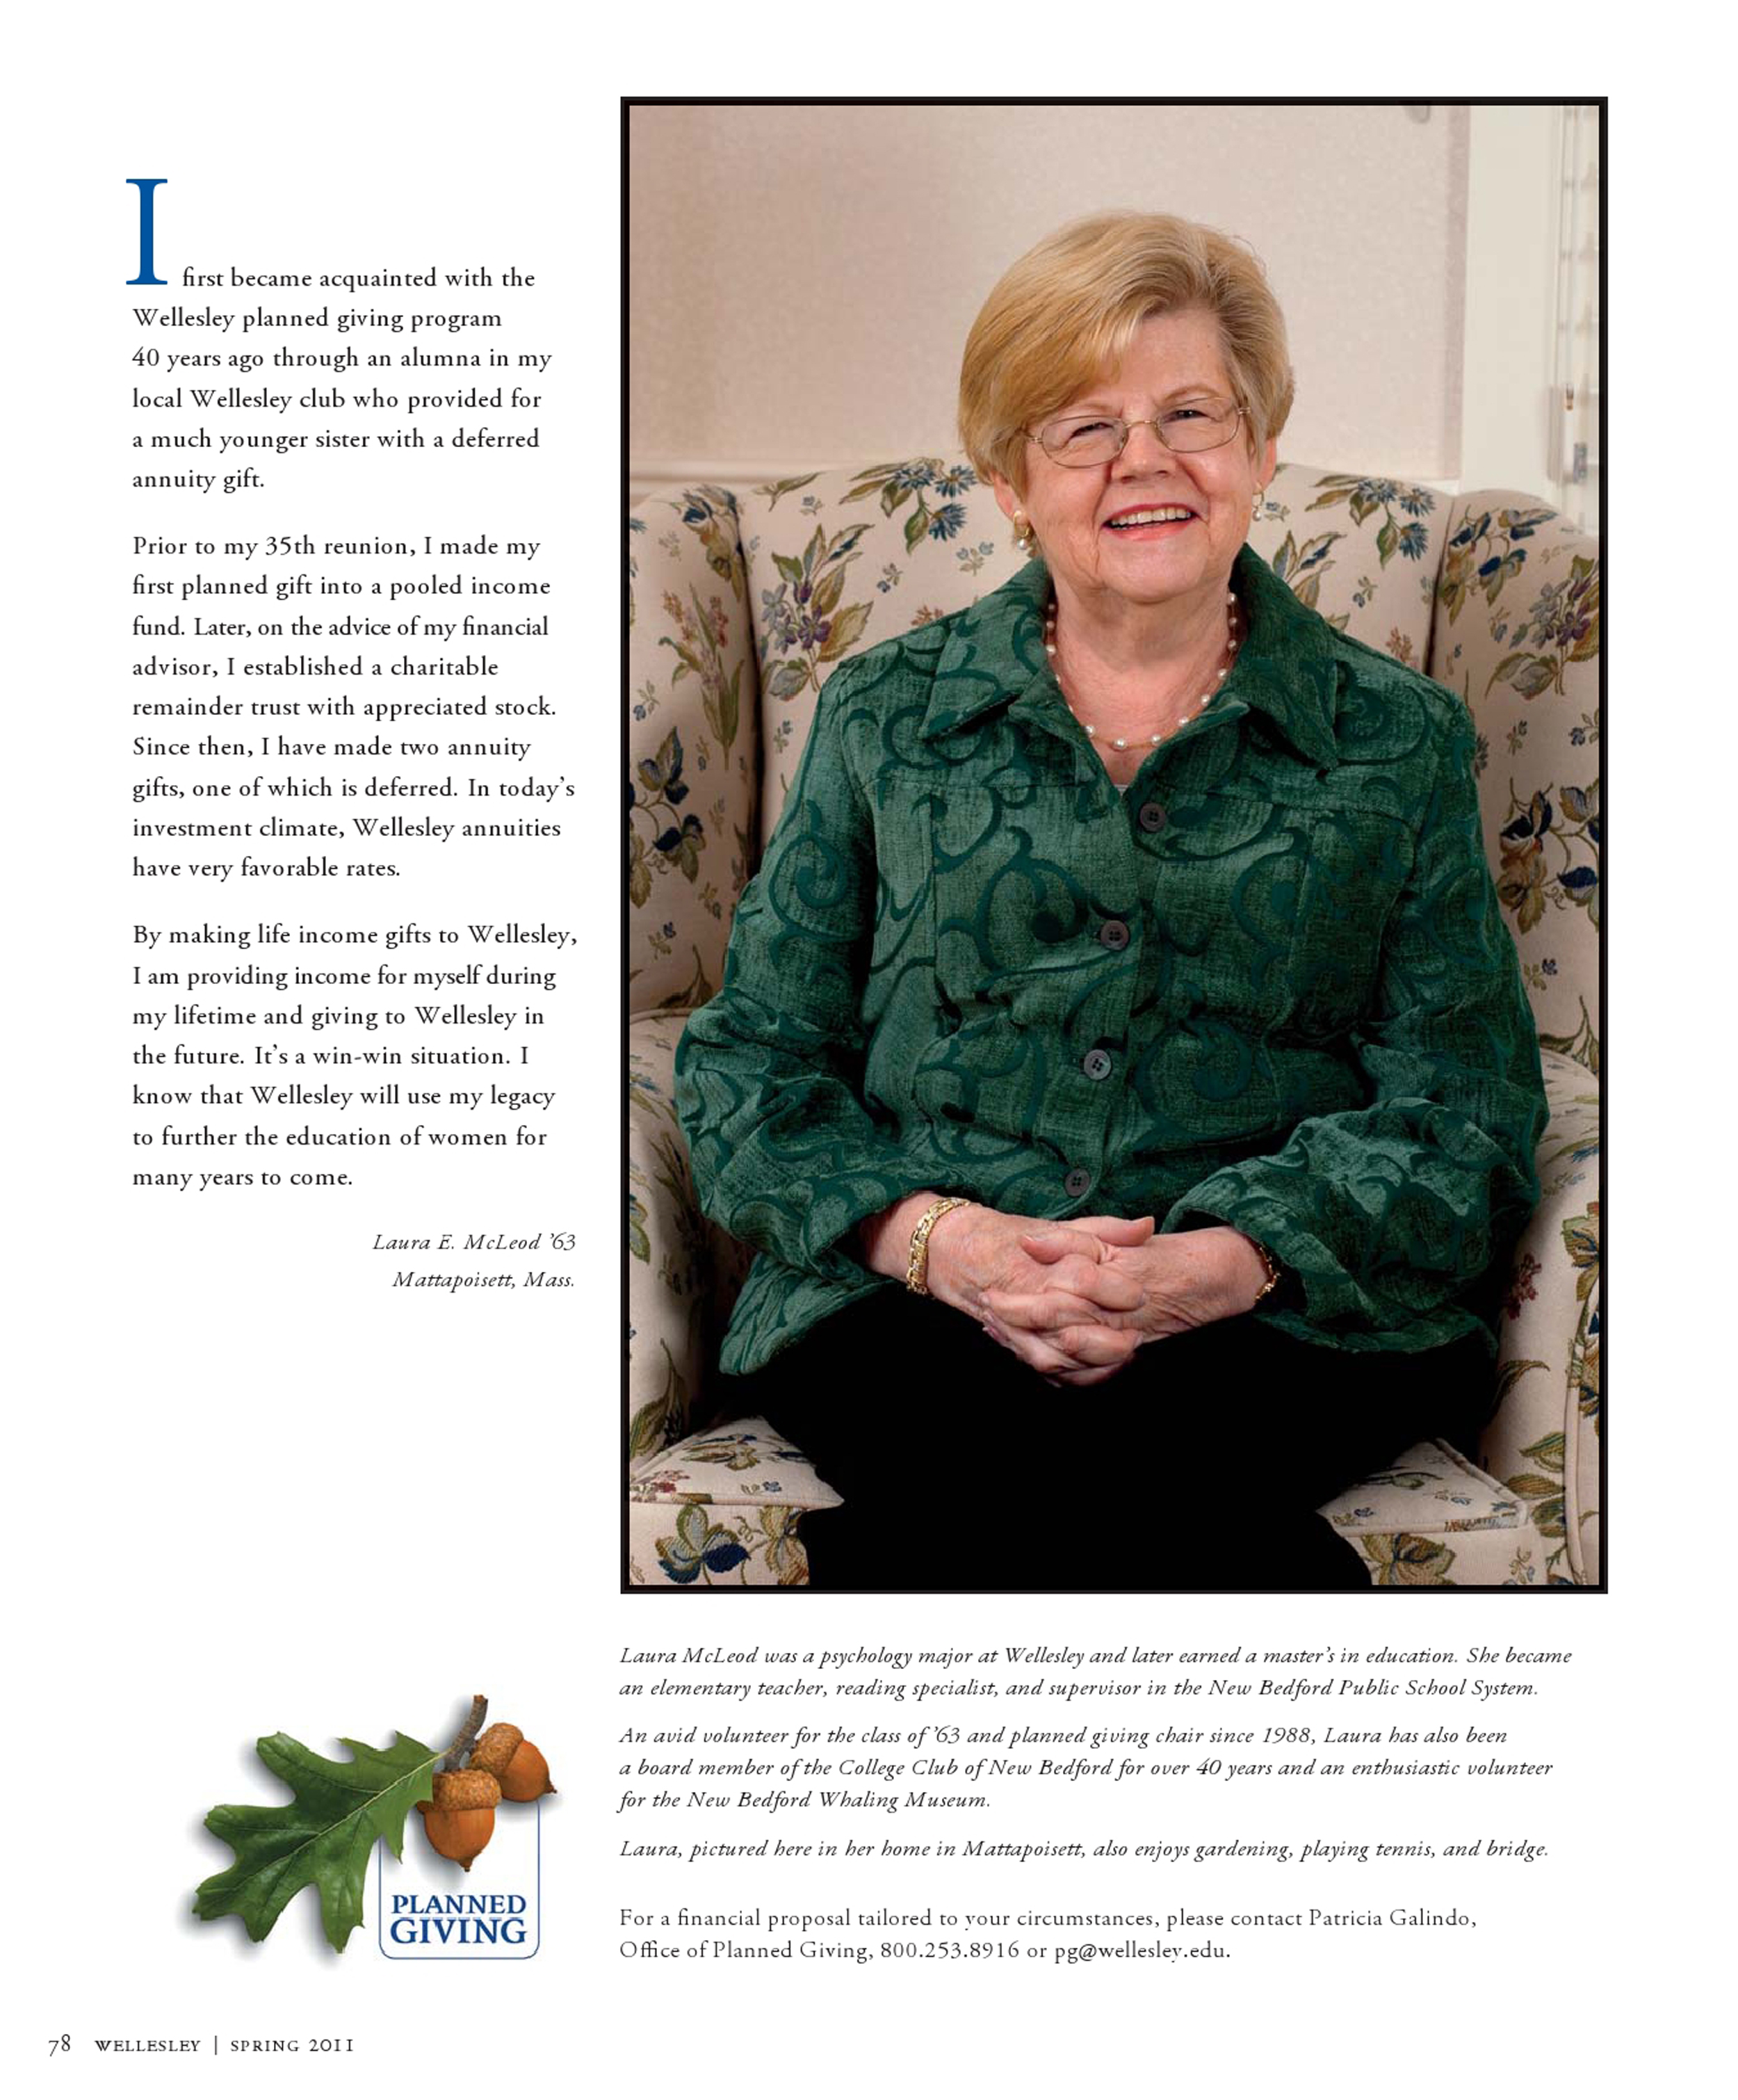 I first became acquainted with the
Wellesley planned giving program
40 years ago through an alumna in my
local Wellesley club who provided for
a much younger sister with a deferred
annuity gift.
Prior to my 35th reunion, I made my
first planned gift into a pooled income
fund. Later, on the advice of my financial
advisor, I established a charitable
remainder trust with appreciated stock.
Since then, I have made two annuity
gifts, one of which is deferred. In today’s
investment climate, Wellesley annuities
have very favorable rates.
By making life income gifts to Wellesley,
I am providing income for myself during
my lifetime and giving to Wellesley in
the future. It’s a win-win situation. I
know that Wellesley will use my legacy
to further the education of women for
many years to come.
Laura E. McLeod ’63
Mattapoisett, Mass.
Laura McLeod was a psychology major at Wellesley and later earned a master’s in education. She became
an elementary teacher, reading specialist, and supervisor in the New Bedford Public School System.
An avid volunteer for the class of ’63 and planned giving chair since 1988, Laura has also been
a board member of the College Club of New Bedford for over 40 years and an enthusiastic volunteer
for the New Bedford Whaling Museum.
Laura, pictured here in her home in Mattapoisett, also enjoys gardening, playing tennis, and bridge.
For a financial proposal tailored to your circumstances, please contact Patricia Galindo,
Office of Planned Giving, 800.253.8916 or pg@wellesley.edu.
PLANNED
GIVING
78 WELLESLEY | SPRING 2011